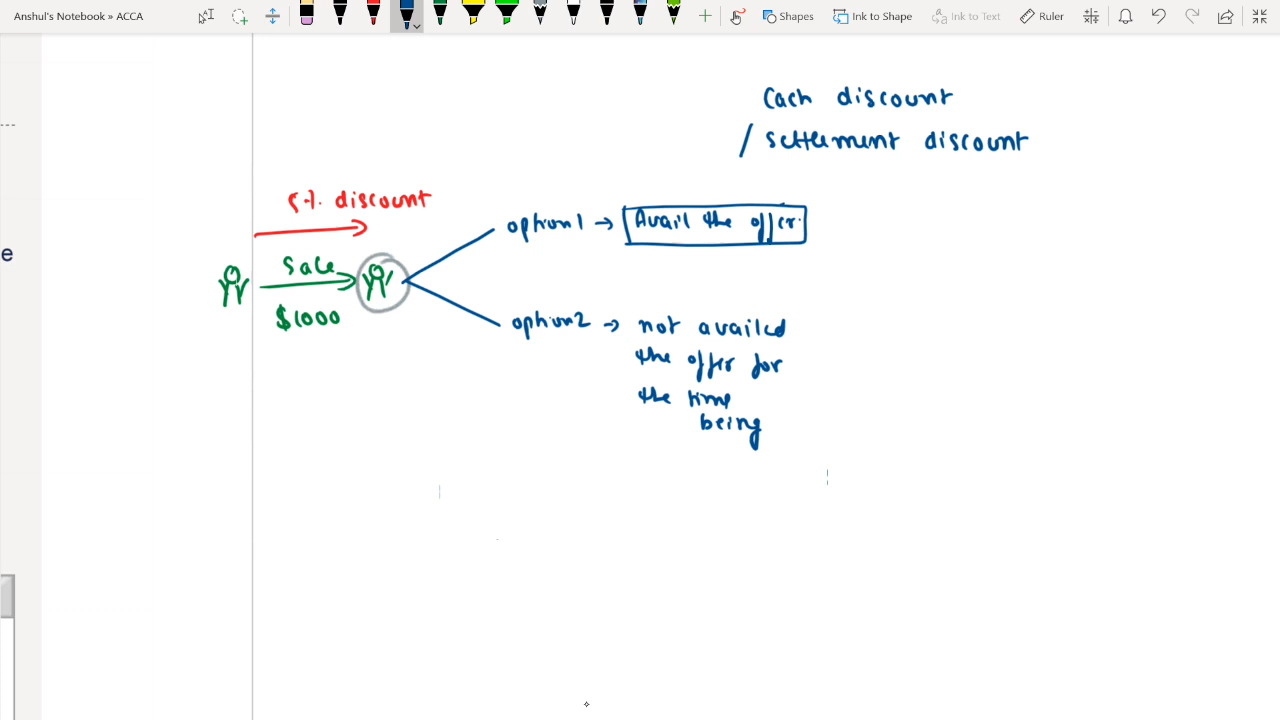 Anshul's Notebook » ACCA
Shapes
Ink to Shape
Ink to Text
Ruler
Cash discount
/ Settlement discount
5% discount
Sale
$1000
option1 → Avail the offer.
option2 → not availed
the offer for
the time
being
e